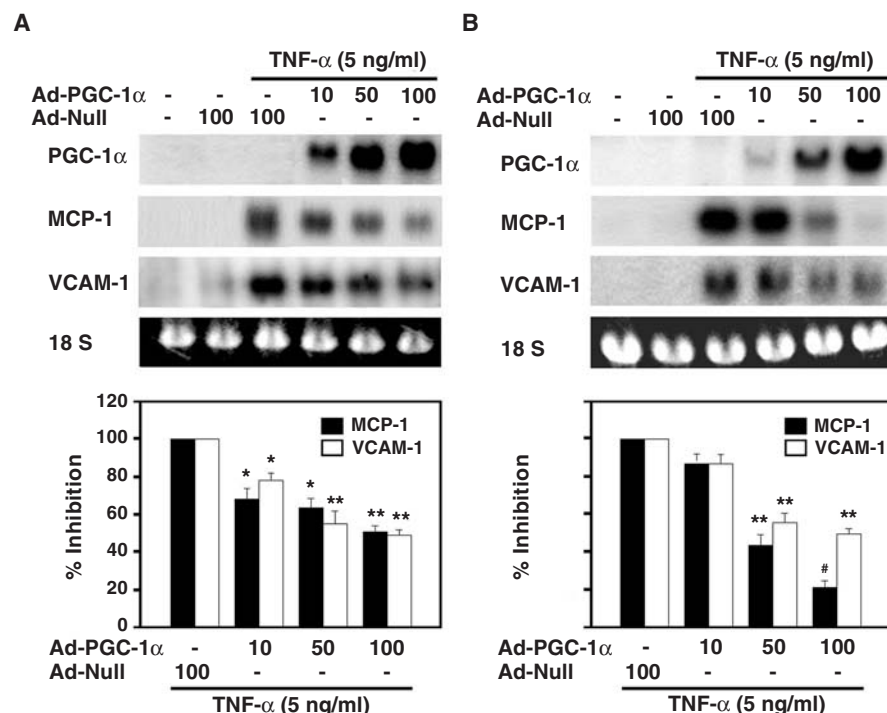 A
TNF-α (5 ng/ml)
Ad-PGC-1α - - - 10 50 100
Ad-Null - 100 100 - - -
PGC-1α
MCP-1
VCAM-1
18 S
120
100
80
60
40
20
0
% Inhibition
MCP-1
VCAM-1
* * * ** ** **
Ad-PGC-1α - 10 50 100
Ad-Null 100 - - -
TNF-α (5 ng/ml)
B
TNF-α (5 ng/ml)
Ad-PGC-1α - - - 10 50 100
Ad-Null - 100 100 - - -
PGC-1α
MCP-1
VCAM-1
18 S
% Inhibition
MCP-1
VCAM-1
** ** # **
Ad-PGC-1α - 10 50 100
Ad-Null 100 - - -
TNF-α (5 ng/ml)